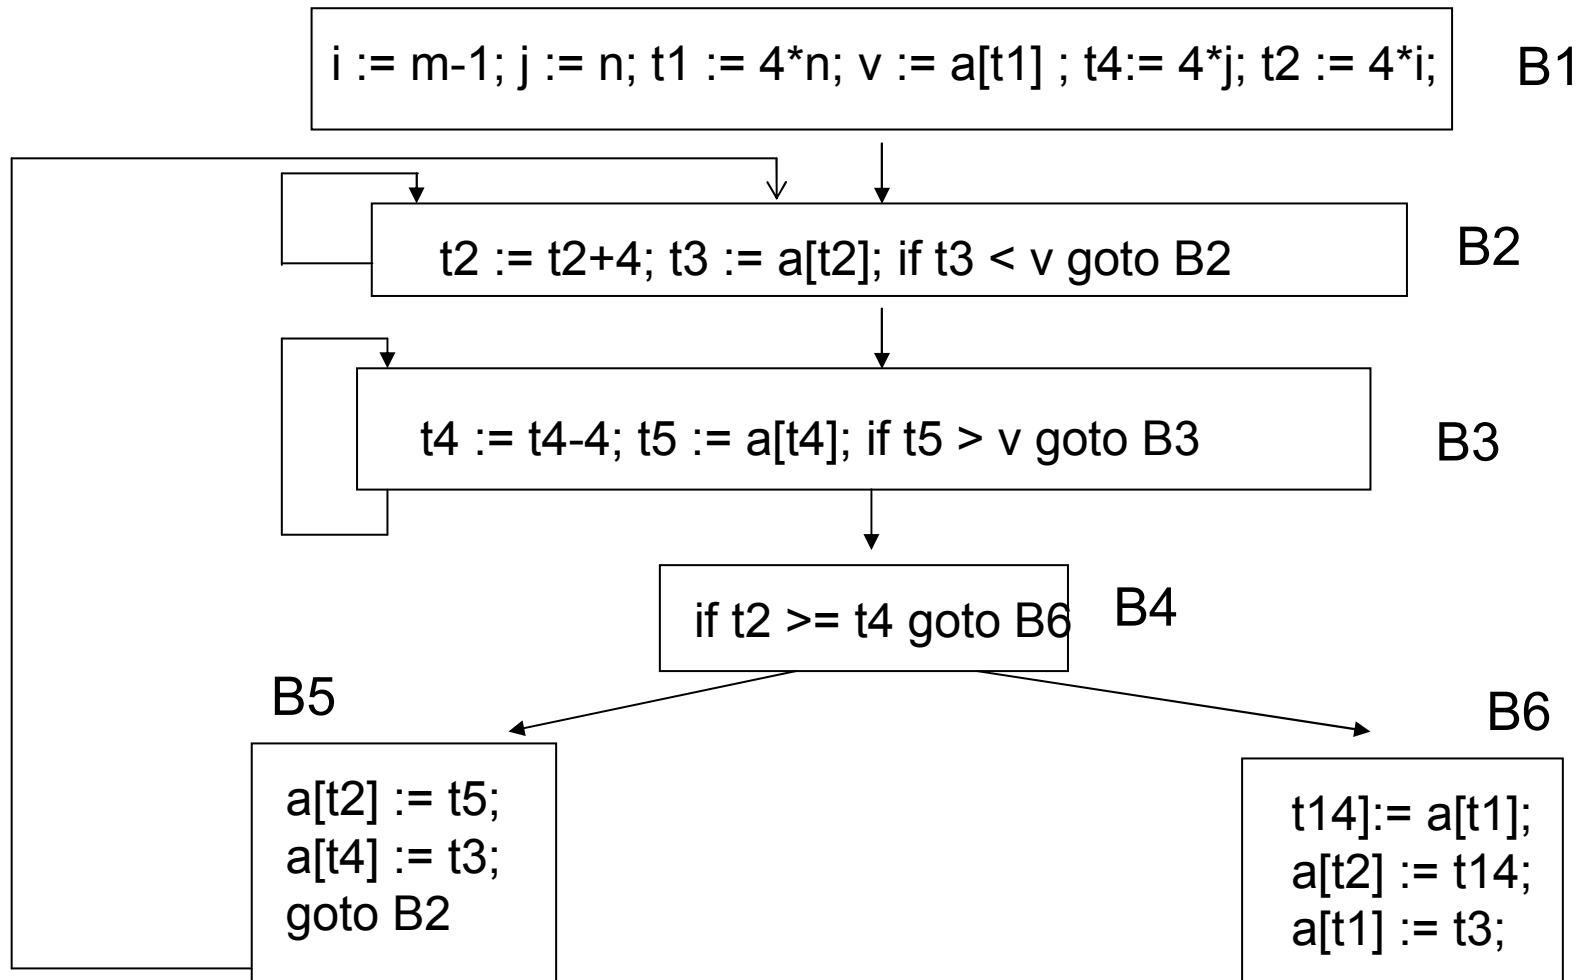 i := m-1; j := n; t1 := 4*n; v := a[t1] ; t4:= 4*j; t2 := 4*i;
B1
t2 := t2+4; t3 := a[t2]; if t3 < v goto B2
B2
t4 := t4-4; t5 := a[t4]; if t5 > v goto B3
B3
if t2 >= t4 goto B6
B4
B5
a[t2] := t5;
a[t4] := t3;
goto B2
B6
t14]:= a[t1];
a[t2] := t14;
a[t1] := t3;